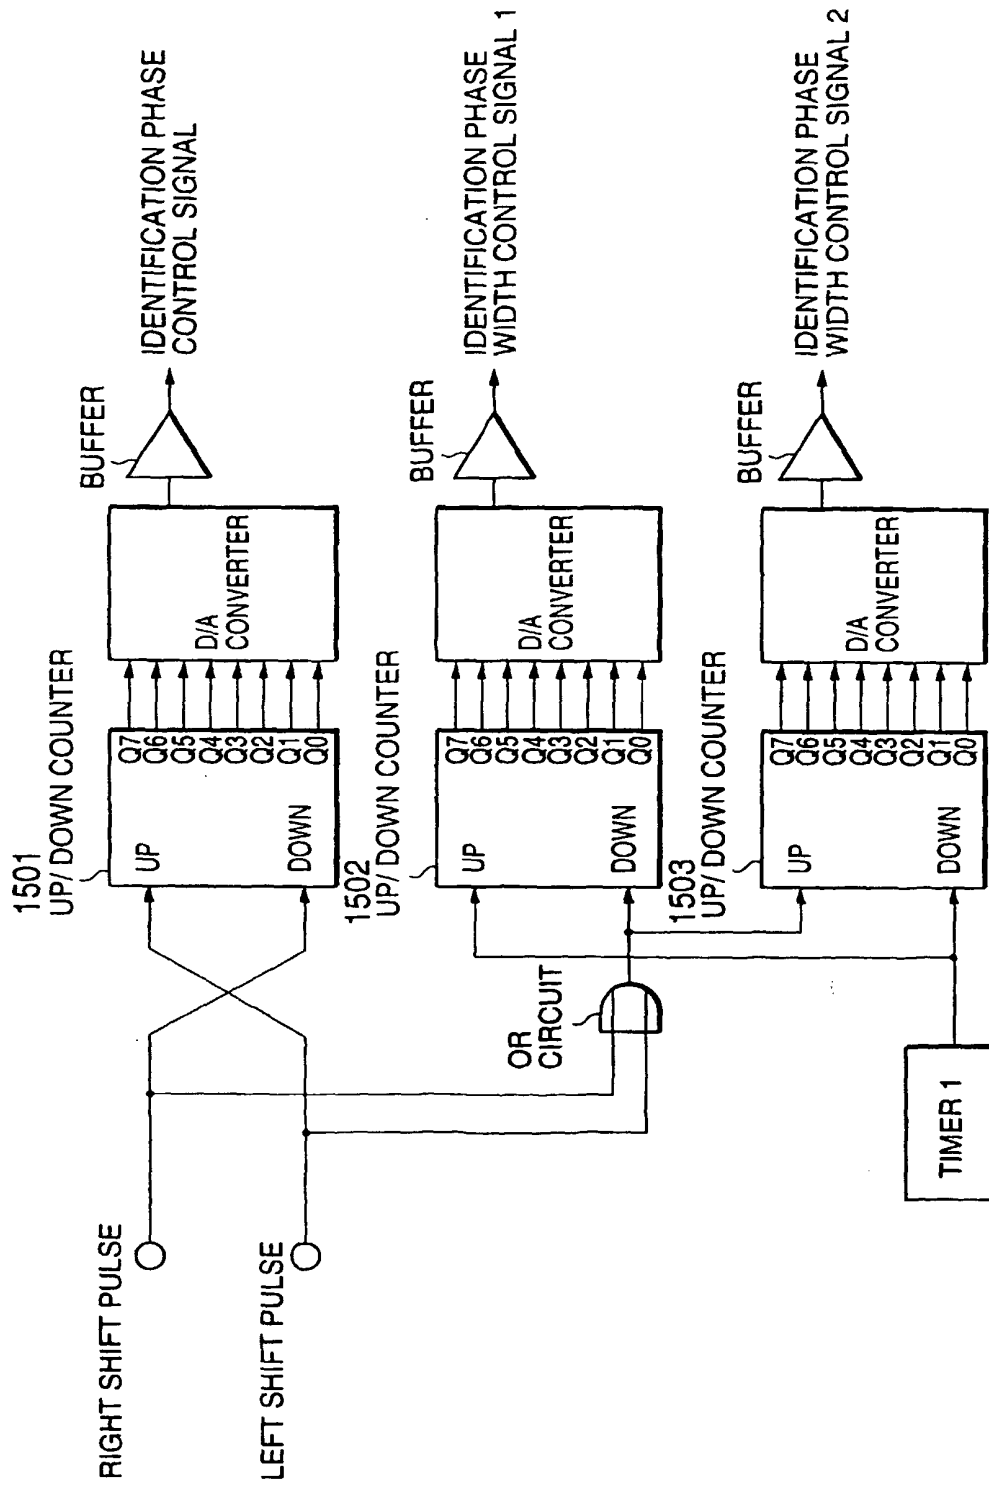 RIGHT SHIFT PULSE
LEFT SHIFT PULSE
1501
UP/ DOWN COUNTER
UP
DOWN
Q7
Q6
Q5
Q4
Q3
Q2
Q1
Q0
D/A
CONVERTER
BUFFER
IDENTIFICATION PHASE
CONTROL SIGNAL
OR
CIRCUIT
1502
UP/ DOWN COUNTER
UP
DOWN
Q7
Q6
Q5
Q4
Q3
Q2
Q1
Q0
D/A
CONVERTER
BUFFER
IDENTIFICATION PHASE
WIDTH CONTROL SIGNAL 1
TIMER 1
1503
UP/ DOWN COUNTER
UP
DOWN
Q7
Q6
Q5
Q4
Q3
Q2
Q1
Q0
D/A
CONVERTER
BUFFER
IDENTIFICATION PHASE
WIDTH CONTROL SIGNAL 2